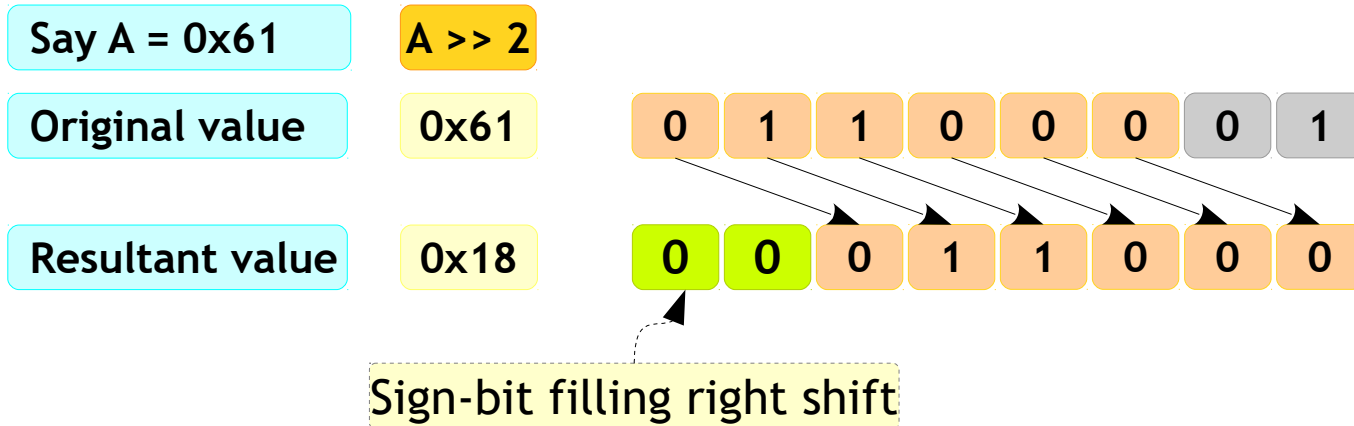 Say A = 0x61 A >> 2
Original value 0x61 0 1 1 0 0 0 0 1
Resultant value 0x18 0 0 0 1 1 0 0 0
Sign-bit filling right shift